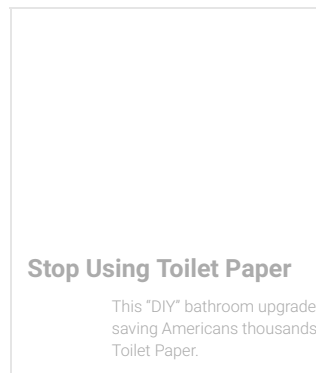 Stop Using Toilet Paper
This “DIY” bathroom upgrade
saving Americans thousands
Toilet Paper.